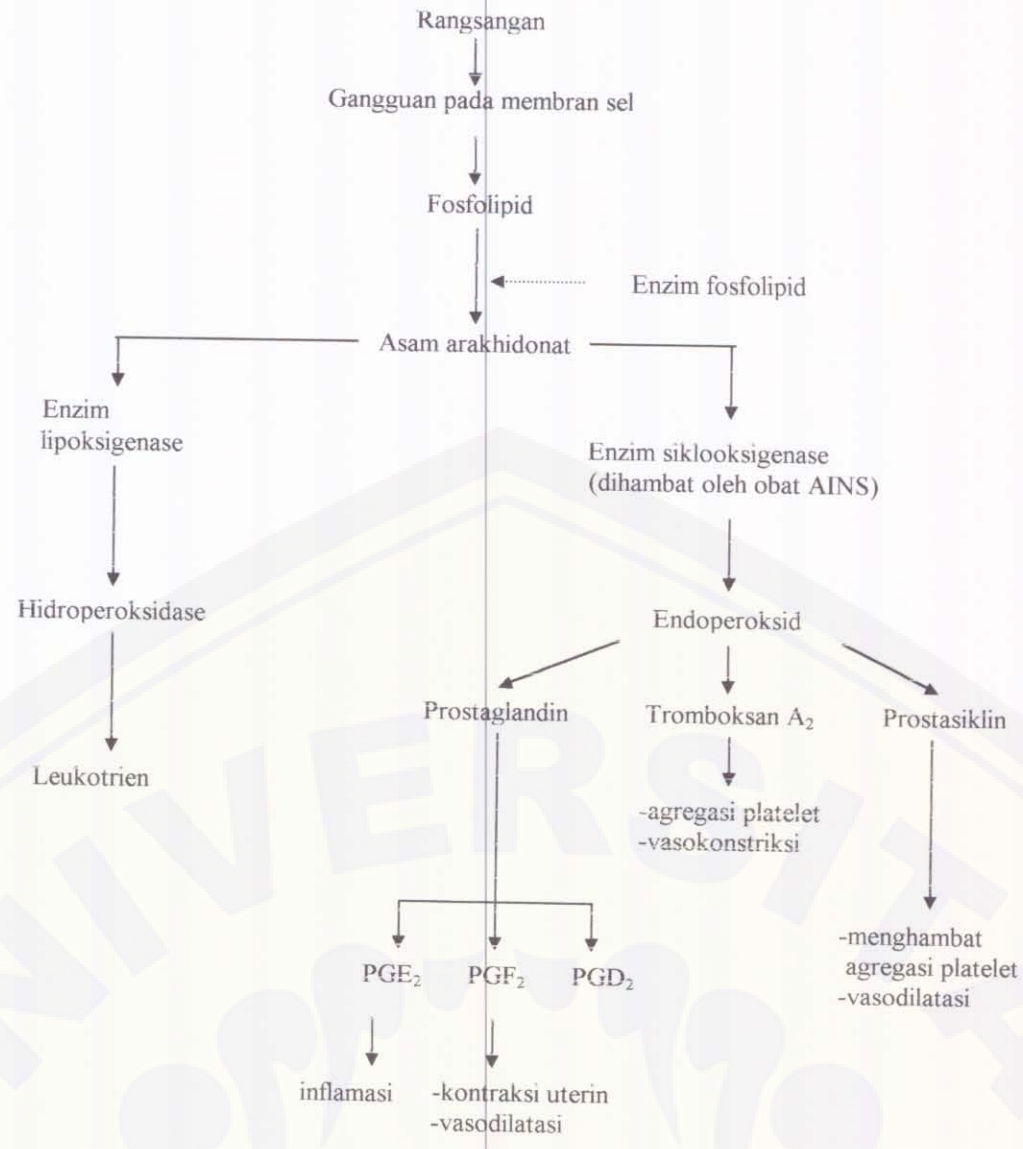 Rangsangan
Gangguan pada membran sel
Fosfolipid
Enzim fosfolipid
Asam arakhidonat
Enzim
lipoksigenase
Enzim siklooksigenase
(dihambat oleh obat AINS)
Hidroperoksidase
Endoperoksid
Prostaglandin
Tromboksan A₂
Prostasiklin
Leukotrien
-agregasi platelet
-vasokonstriksi
-menghambat
agregasi platelet
-vasodilatasi
PGE₂
PGF₂
PGD₂
inflamasi
-kontraksi uterin
-vasodilatasi
UNIVERSITA